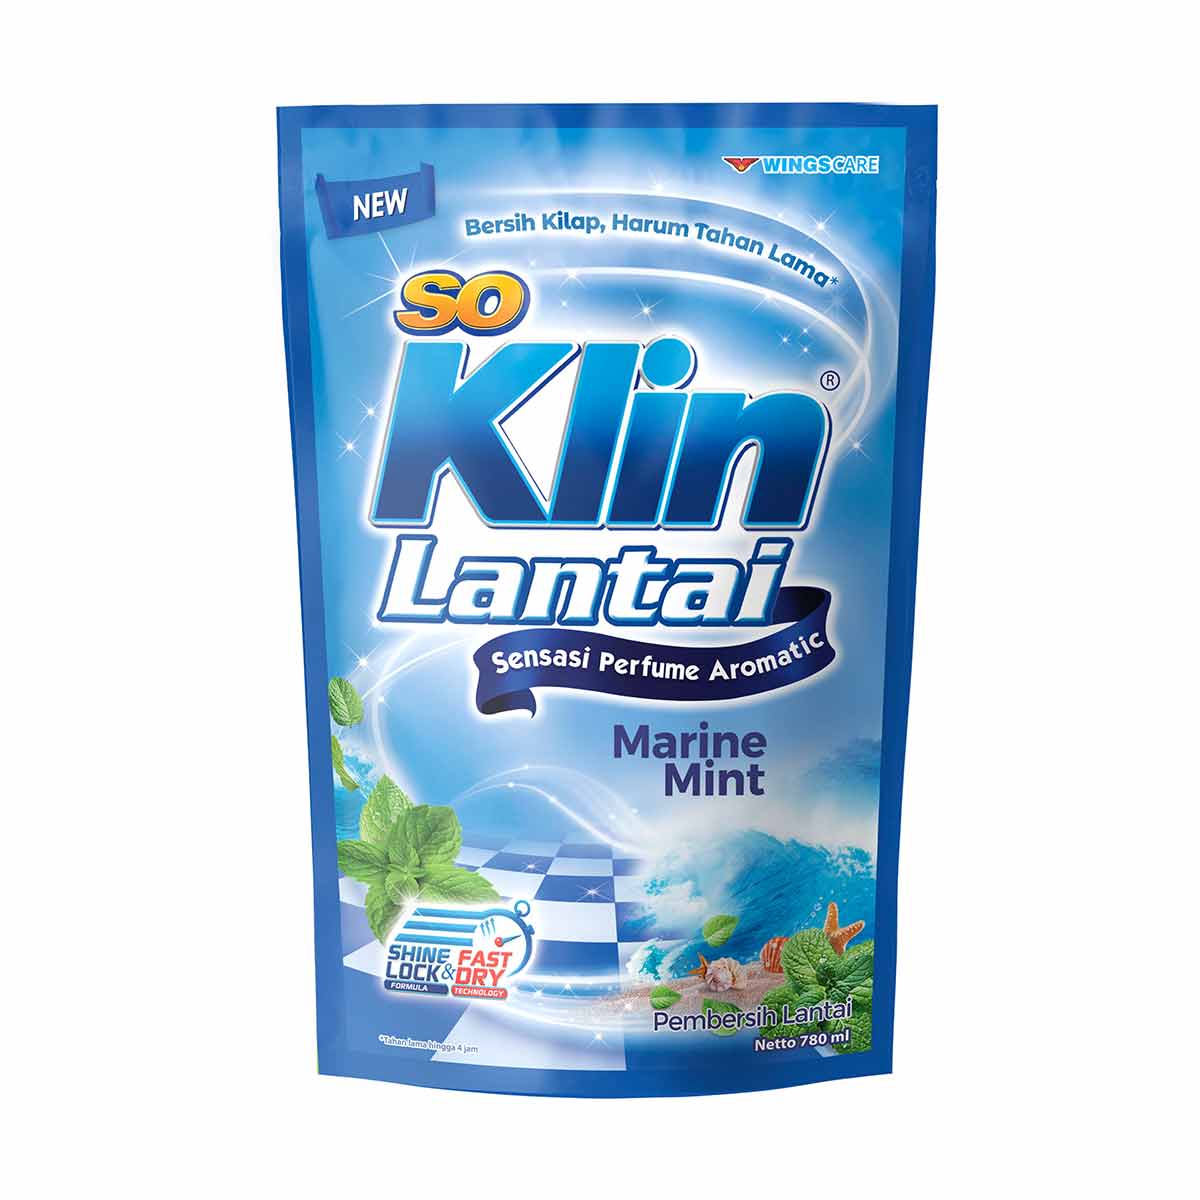 WINGSCARE
NEW
Bersih Kilap, Harum Tahan Lama*
SO
Klin®
Lantai
Sensasi Perfume Aromatic
Marine
Mint
SHINE
LOCK
FORMULA
&
FAST
DRY
TECHNOLOGY
Pembersih Lantai
Netto 780 ml
*Tahan lama hingga 4 jam